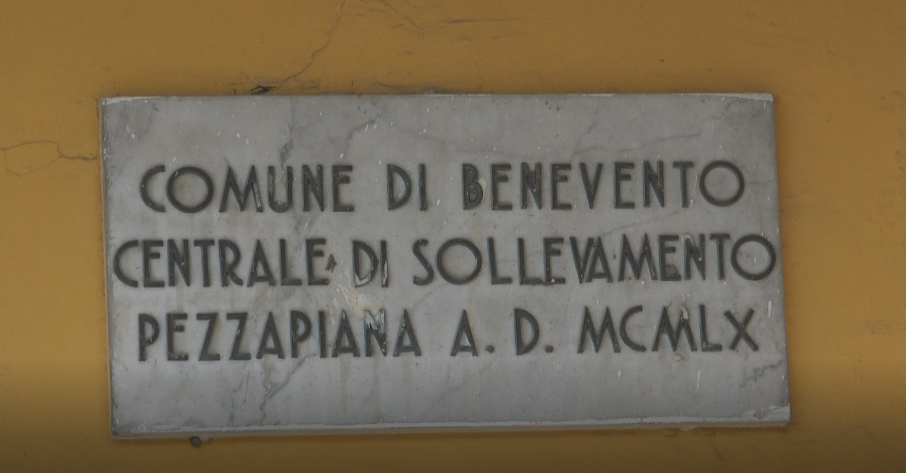 COMUNE DI BENEVENTO
CENTRALE DI SOLLEVAMENTO
PEZZAPIANA A. D. MCMLX